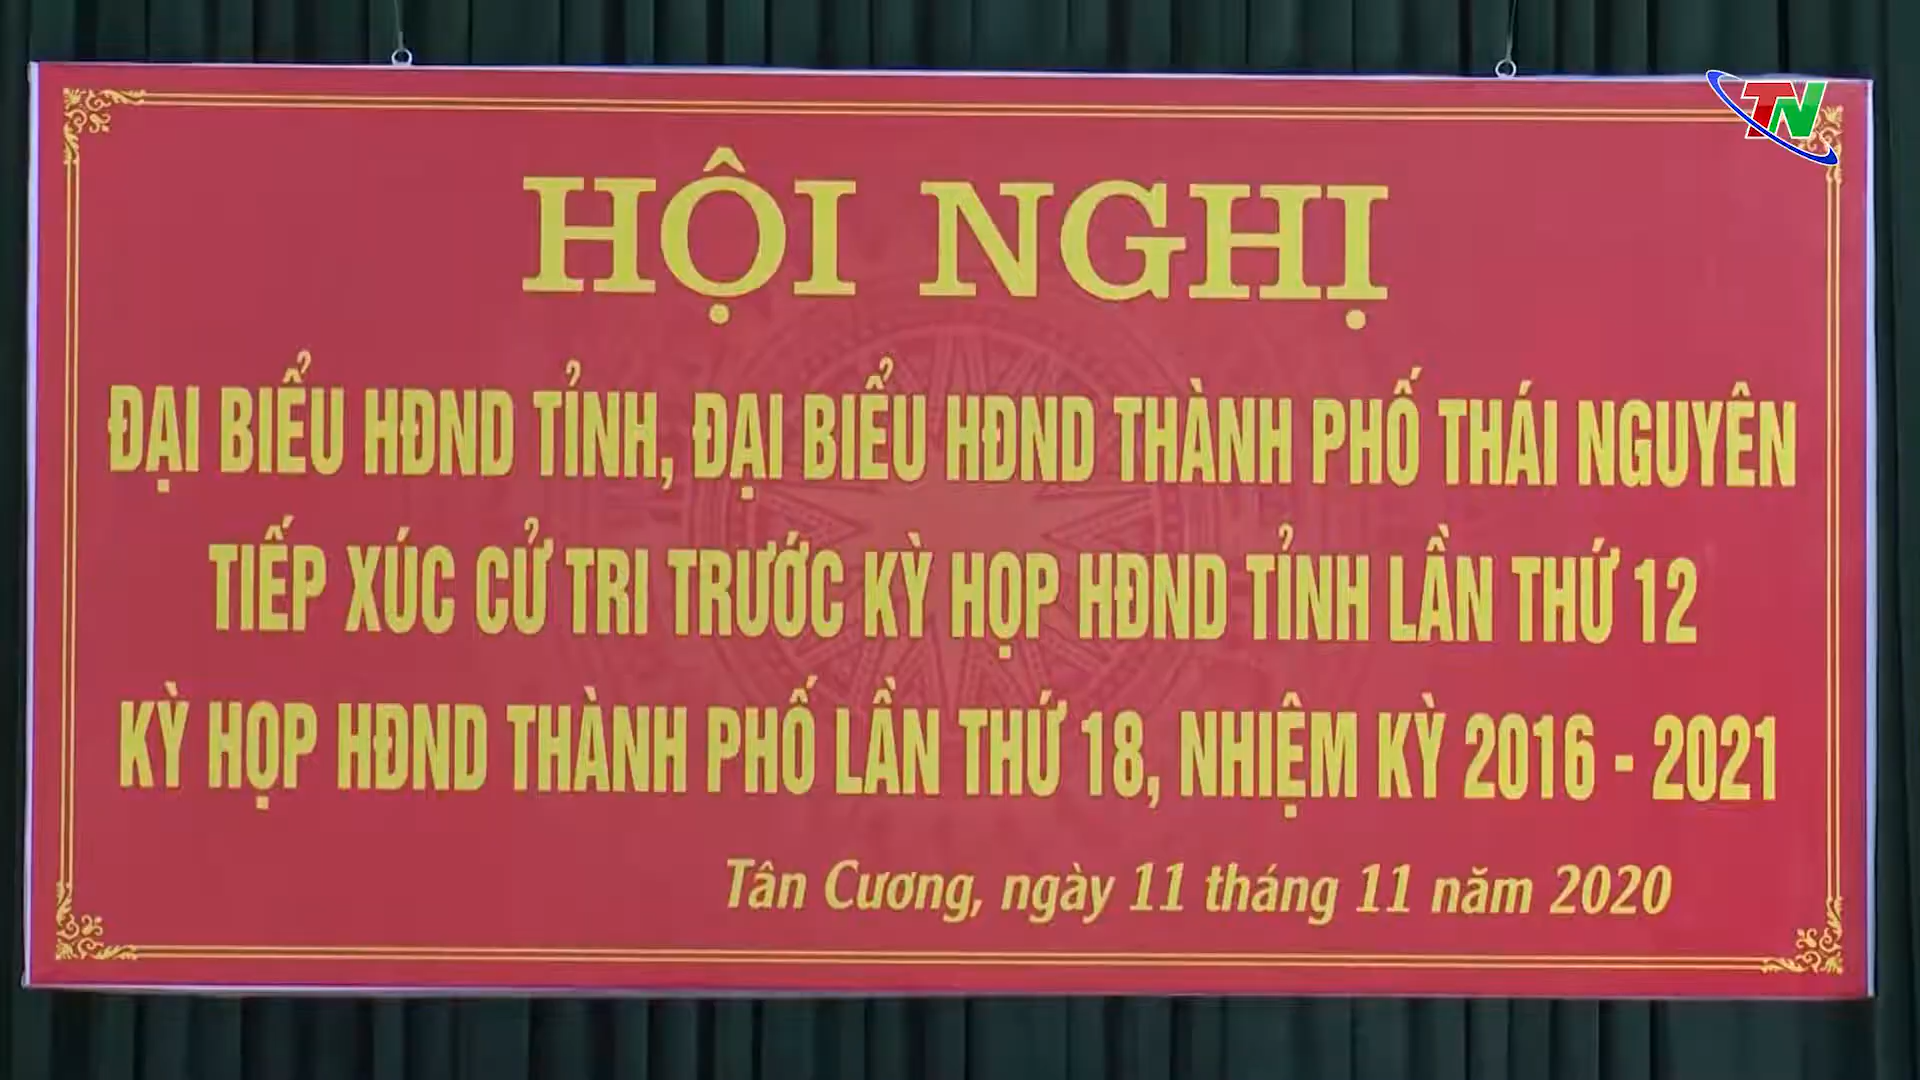 TN
HỘI NGHỊ
ĐẠI BIỂU HĐND TỈNH, ĐẠI BIỂU HĐND THÀNH PHỐ THÁI NGUYÊN
TIẾP XÚC CỬ TRI TRƯỚC KỲ HỌP HĐND TỈNH LẦN THỨ 12
KỲ HỌP HĐND THÀNH PHỐ LẦN THỨ 18, NHIỆM KỲ 2016 - 2021
Tân Cương, ngày 11 tháng 11 năm 2020